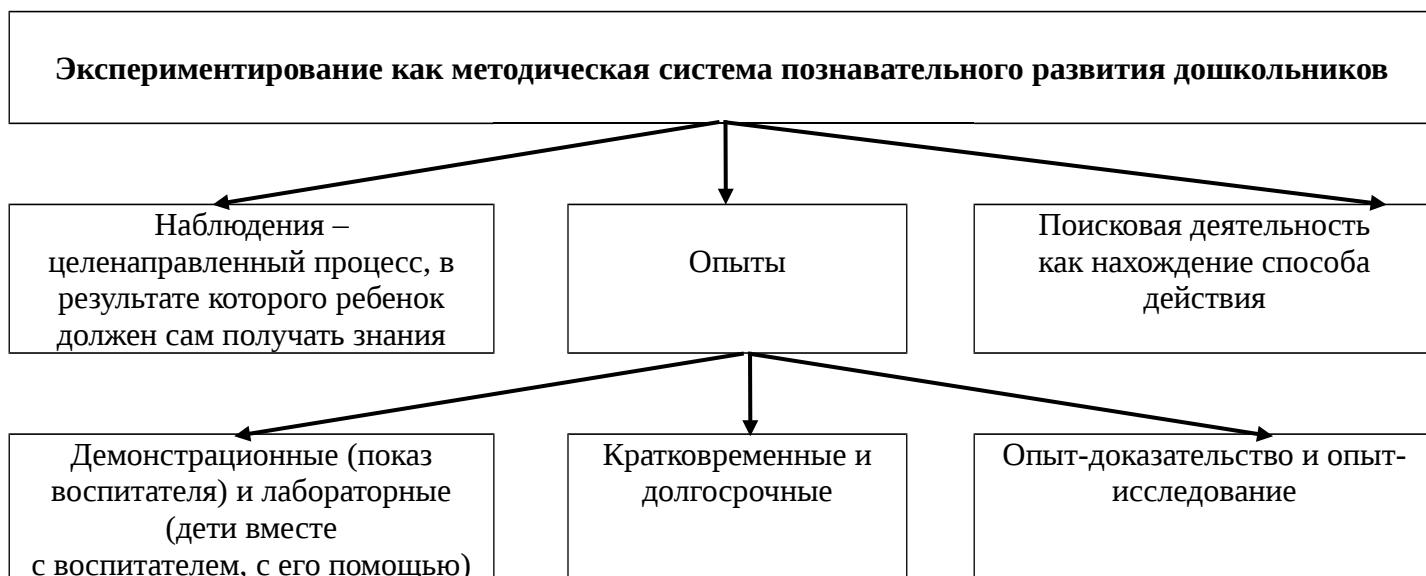 Экспериментирование как методическая система познавательного развития дошкольников
Наблюдения –
целенаправленный процесс, в
результате которого ребенок
должен сам получать знания
Опыты
Поисковая деятельность
как нахождение способа
действия
Демонстрационные (показ
воспитателя) и лабораторные
(дети вместе
с воспитателем, с его помощью)
Кратковременные и
долгосрочные
Опыт-доказательство и опыт-
исследование